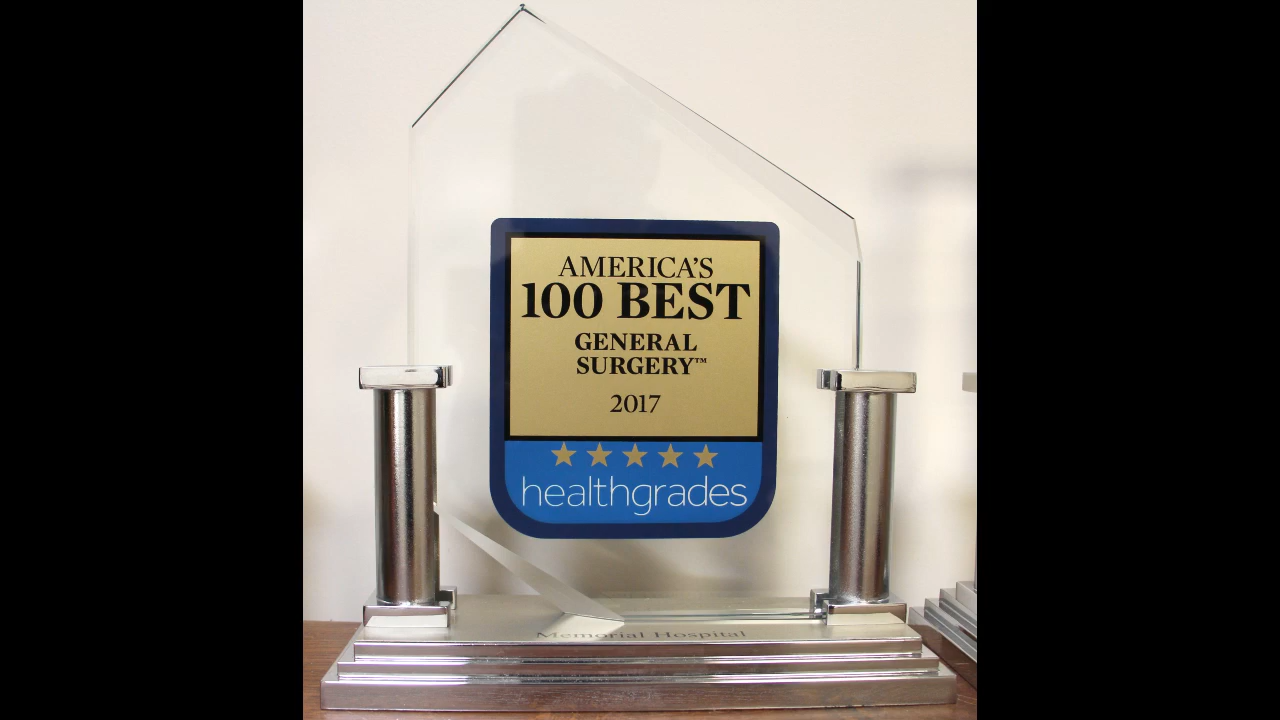 AMERICA'S
100 BEST
GENERAL
SURGERY™
2017
healthgrades
Memorial Hospital